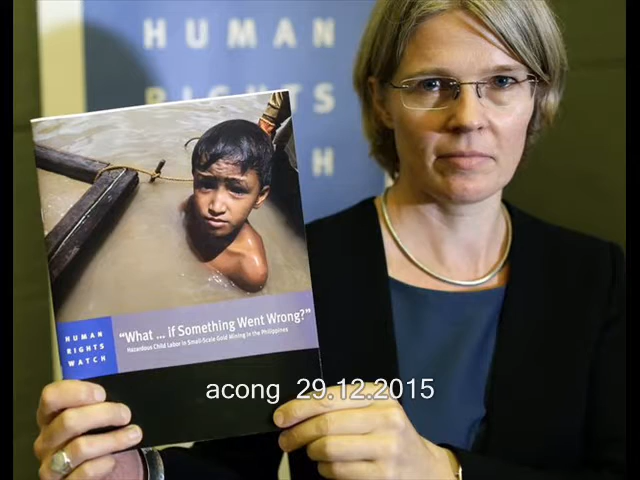 HUMAN
RIGHTS
WATCH
"What ... if Something Went Wrong?"
Hazardous Child Labor in Small-Scale Gold Mining in the Philippines
HUMAN
RIGHTS
WATCH
acong 29.12.2015